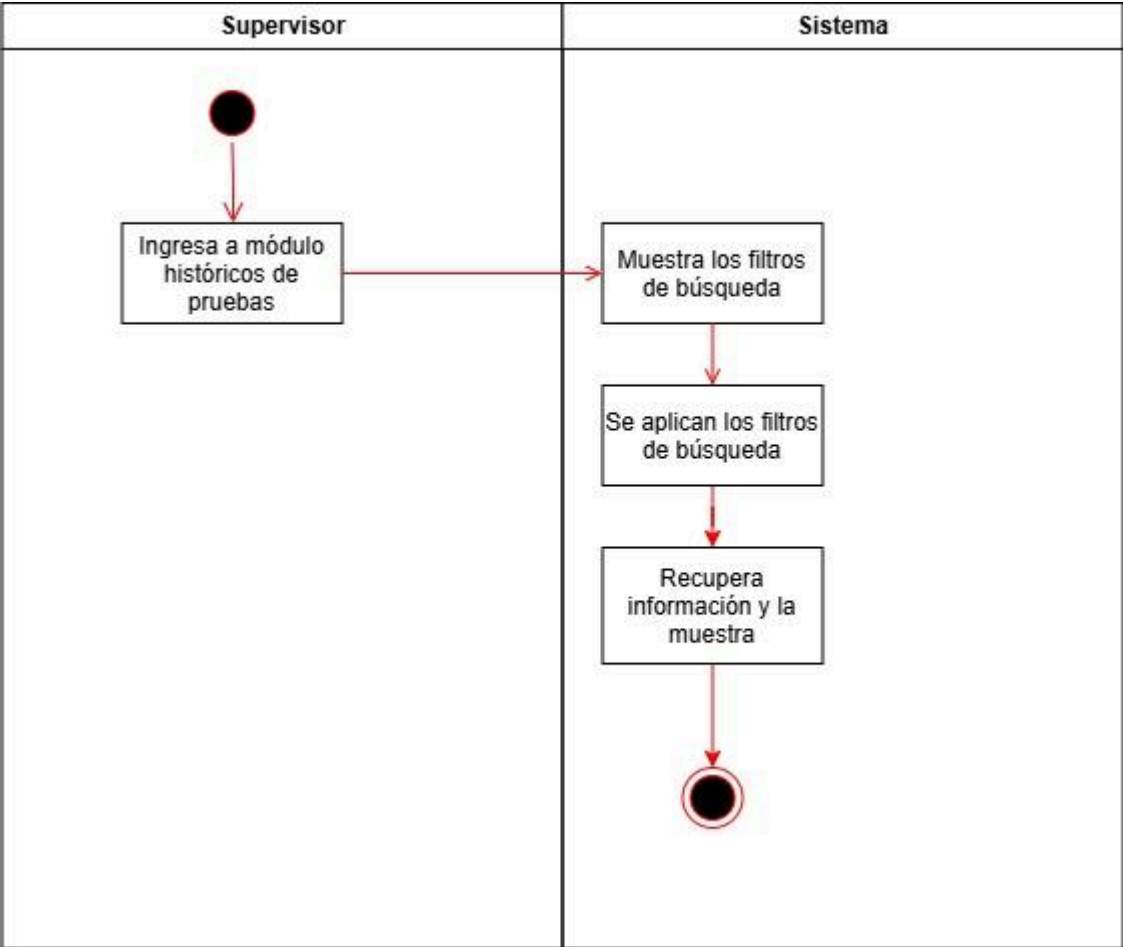 Supervisor
Sistema
Ingresa a módulo
históricos de
pruebas
Muestra los filtros
de búsqueda
Se aplican los filtros
de búsqueda
Recupera
información y la
muestra